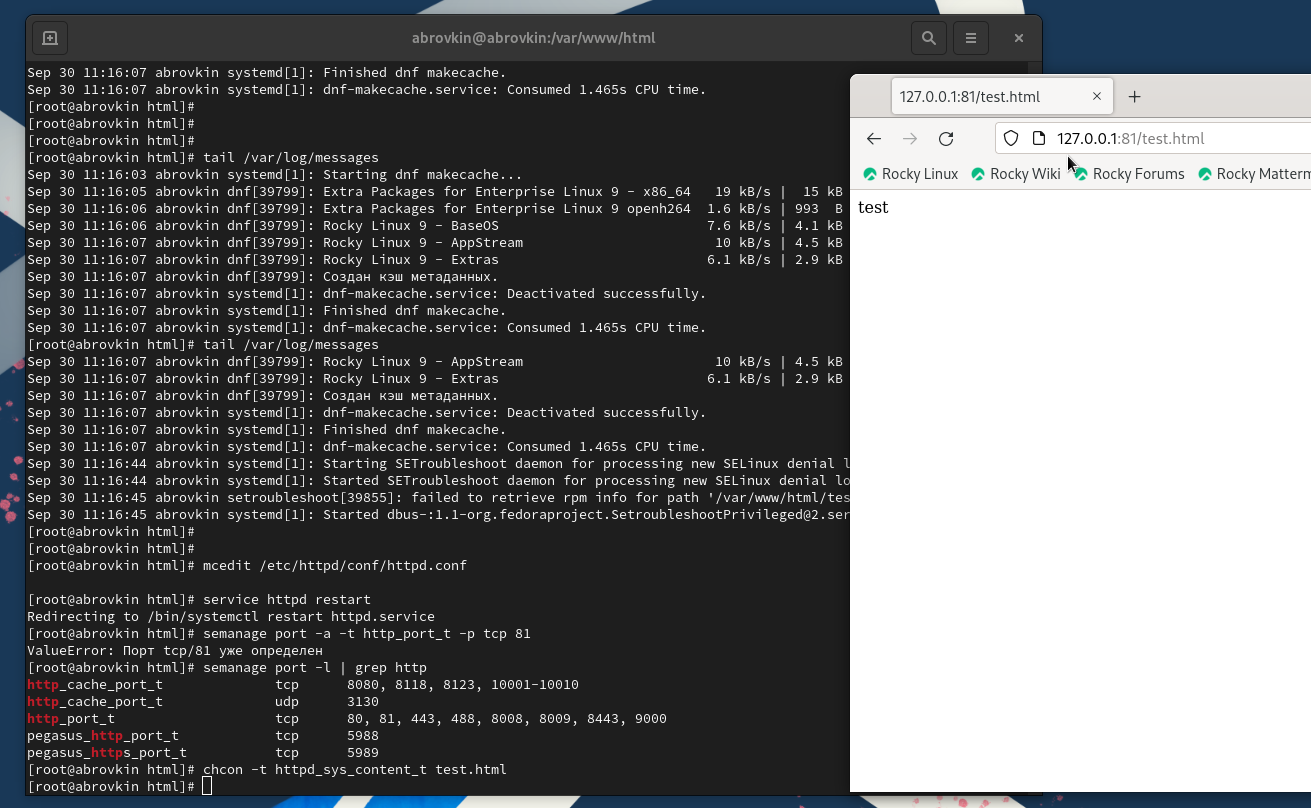 abrovkin@abrovkin:/var/www/html
Sep 30 11:16:07 abrovkin systemd[1]: Finished dnf makecache.
Sep 30 11:16:07 abrovkin systemd[1]: dnf-makecache.service: Consumed 1.465s CPU time.
[root@abrovkin html]#
[root@abrovkin html]#
[root@abrovkin html]#
[root@abrovkin html]# tail /var/log/messages
Sep 30 11:16:03 abrovkin systemd[1]: Starting dnf makecache...
Sep 30 11:16:05 abrovkin dnf[39799]: Extra Packages for Enterprise Linux 9 - x86_64   19 kB/s |  15 kB
Sep 30 11:16:06 abrovkin dnf[39799]: Extra Packages for Enterprise Linux 9 openh264  1.6 kB/s | 993  B
Sep 30 11:16:06 abrovkin dnf[39799]: Rocky Linux 9 - BaseOS                          7.6 kB/s | 4.1 kB
Sep 30 11:16:07 abrovkin dnf[39799]: Rocky Linux 9 - AppStream                        10 kB/s | 4.5 kB
Sep 30 11:16:07 abrovkin dnf[39799]: Rocky Linux 9 - Extras                          6.1 kB/s | 2.9 kB
Sep 30 11:16:07 abrovkin dnf[39799]: Создан кэш метаданных.
Sep 30 11:16:07 abrovkin systemd[1]: dnf-makecache.service: Deactivated successfully.
Sep 30 11:16:07 abrovkin systemd[1]: Finished dnf makecache.
Sep 30 11:16:07 abrovkin systemd[1]: dnf-makecache.service: Consumed 1.465s CPU time.
[root@abrovkin html]# tail /var/log/messages
Sep 30 11:16:07 abrovkin dnf[39799]: Rocky Linux 9 - AppStream                        10 kB/s | 4.5 kB
Sep 30 11:16:07 abrovkin dnf[39799]: Rocky Linux 9 - Extras                          6.1 kB/s | 2.9 kB
Sep 30 11:16:07 abrovkin dnf[39799]: Создан кэш метаданных.
Sep 30 11:16:07 abrovkin systemd[1]: dnf-makecache.service: Deactivated successfully.
Sep 30 11:16:07 abrovkin systemd[1]: Finished dnf makecache.
Sep 30 11:16:07 abrovkin systemd[1]: dnf-makecache.service: Consumed 1.465s CPU time.
Sep 30 11:16:44 abrovkin systemd[1]: Starting SETroubleshoot daemon for processing new SELinux denial l
Sep 30 11:16:44 abrovkin systemd[1]: Started SETroubleshoot daemon for processing new SELinux denial lo
Sep 30 11:16:45 abrovkin setroubleshoot[39855]: failed to retrieve rpm info for path '/var/www/html/tes
Sep 30 11:16:45 abrovkin systemd[1]: Started dbus-:1.1-org.fedoraproject.SetroubleshootPrivileged@2.ser
[root@abrovkin html]#
[root@abrovkin html]#
[root@abrovkin html]# mcedit /etc/httpd/conf/httpd.conf
[root@abrovkin html]# service httpd restart
Redirecting to /bin/systemctl restart httpd.service
[root@abrovkin html]# semanage port -a -t http_port_t -p tcp 81
ValueError: Порт tcp/81 уже определен
[root@abrovkin html]# semanage port -l | grep http
http_cache_port_t              tcp      8080, 8118, 8123, 10001-10010
http_cache_port_t              udp      3130
http_port_t                    tcp      80, 81, 443, 488, 8008, 8009, 8443, 9000
pegasus_http_port_t            tcp      5988
pegasus_https_port_t           tcp      5989
[root@abrovkin html]# chcon -t httpd_sys_content_t test.html
[root@abrovkin html]#
127.0.0.1:81/test.html
127.0.0.1:81/test.html
Rocky Linux Rocky Wiki Rocky Forums Rocky Matterm
test